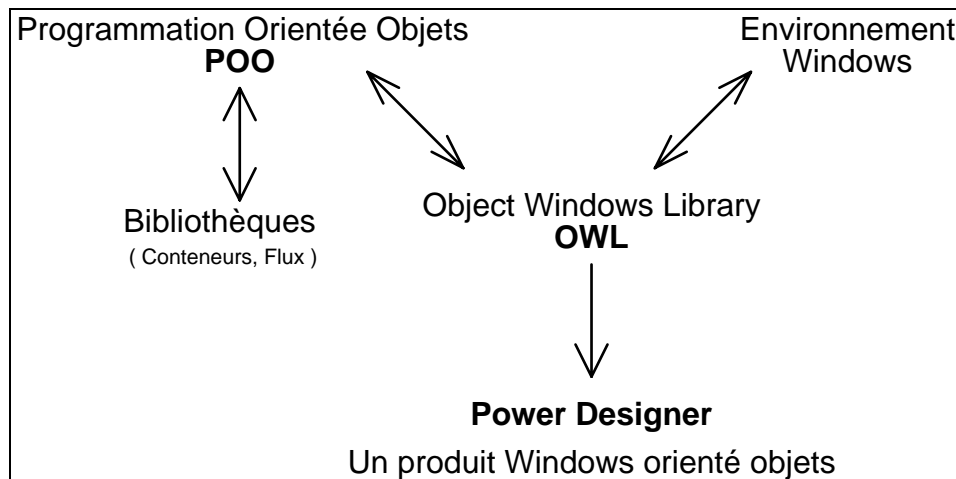 Programmation Orientée Objets
POO
Environnement
Windows
Bibliothèques
( Conteneurs, Flux )
Object Windows Library
OWL
Power Designer
Un produit Windows orienté objets